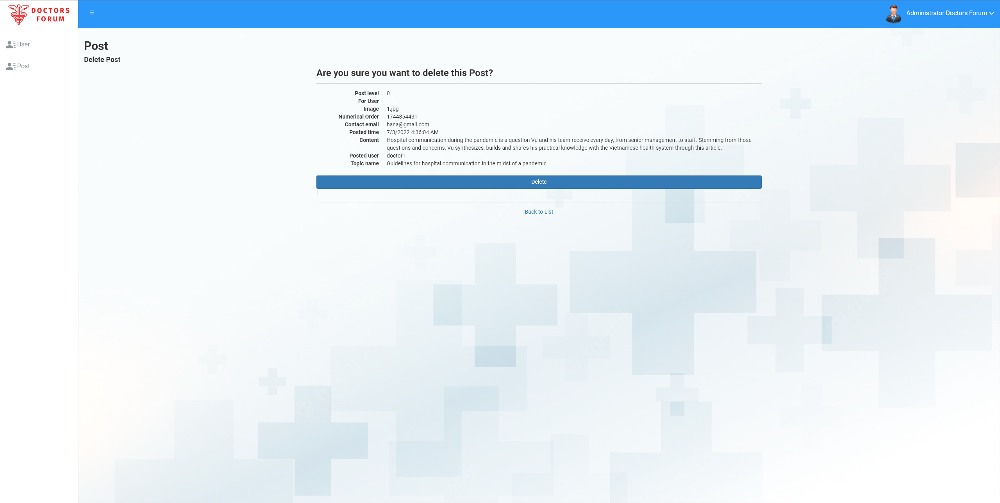 DOCTORS
FORUM
Administrator Doctors Forum
User
Post
Post
Delete Post
Are you sure you want to delete this Post?
Post level 0
For User
Image 1.jpg
Numerical Order 1744854431
Contact email hana@gmail.com
Posted time 7/3/2022 4:36:04 AM
Content Hospital communication during the pandemic is a question Vu and his team receive every day, from senior management to staff. Stemming from those
questions and concerns, Vu synthesizes, builds and shares his practical knowledge with the Vietnamese health system through this article.
Posted user doctor1
Topic name Guidelines for hospital communication in the midst of a pandemic
Delete
|
Back to List